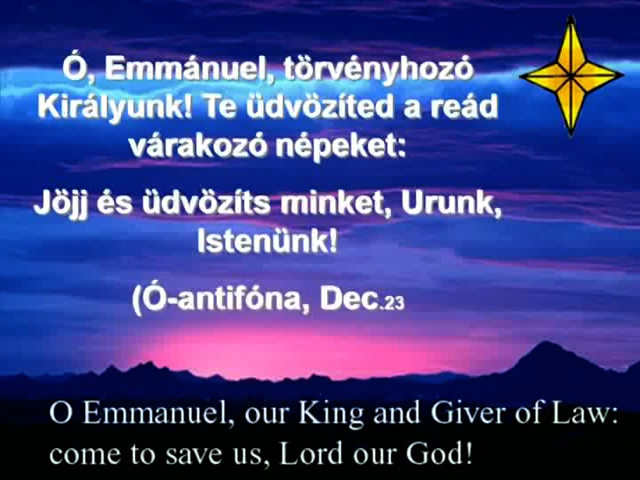 Ó, Emmánuel, törvényhozó
Királyunk! Te üdvözíted a reád
várakozó népeket:
Jöjj és üdvözíts minket, Urunk,
Istenünk!
(Ó-antifóna, Dec.23
O Emmanuel, our King and Giver of Law:
come to save us, Lord our God!